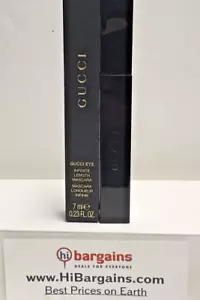 GUCCI
GUCCI EYE
INFINITE
LENGTH
MASCARA
MASCARA
LONGUEUR
INFINIE
7 ml ℮
0.23 FL.OZ.
hi bargains
DEALS FOR EVERYONE
www.HiBargains.com
Best Prices on Earth